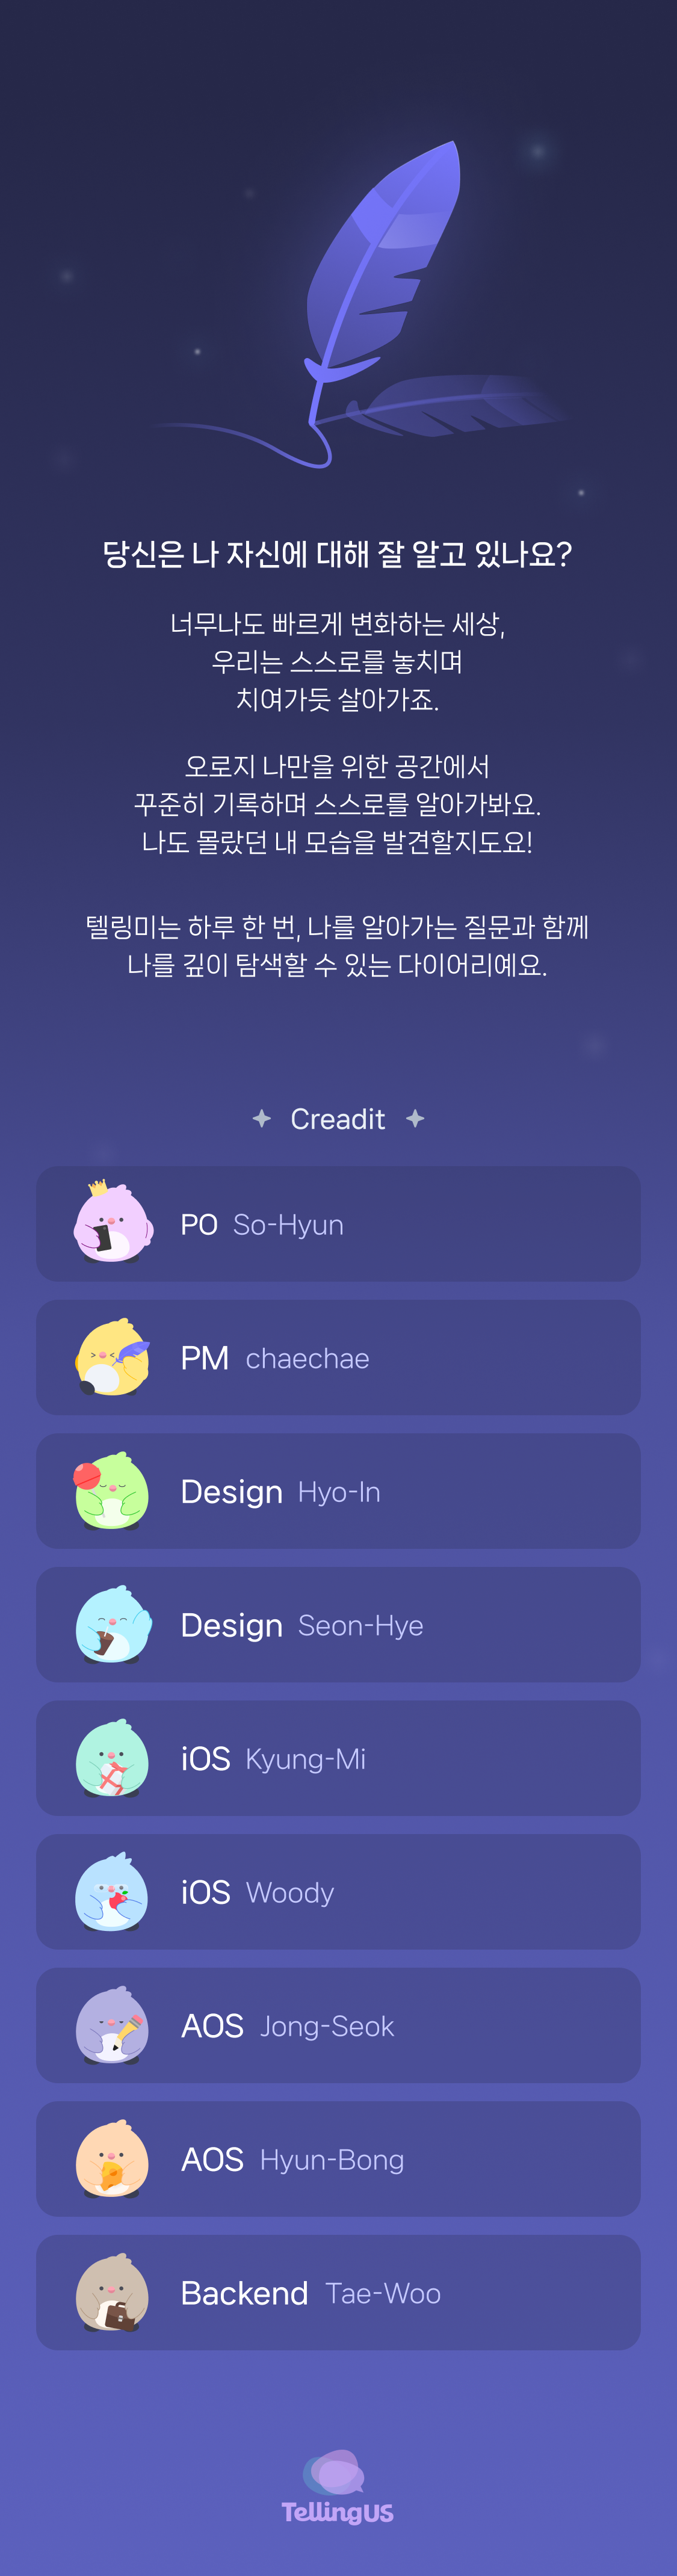 당신은 나 자신에 대해 잘 알고 있나요?
너무나도 빠르게 변화하는 세상,
우리는 스스로를 놓치며
치여가듯 살아가죠.
오로지 나만을 위한 공간에서
꾸준히 기록하며 스스로를 알아가봐요.
나도 몰랐던 내 모습을 발견할지도요!
텔링미는 하루 한 번, 나를 알아가는 질문과 함께
나를 깊이 탐색할 수 있는 다이어리예요.
Creadit
PO So-Hyun
PM chaechae
Design Hyo-In
Design Seon-Hye
iOS Kyung-Mi
iOS Woody
AOS Jong-Seok
AOS Hyun-Bong
Backend Tae-Woo
TellingUS